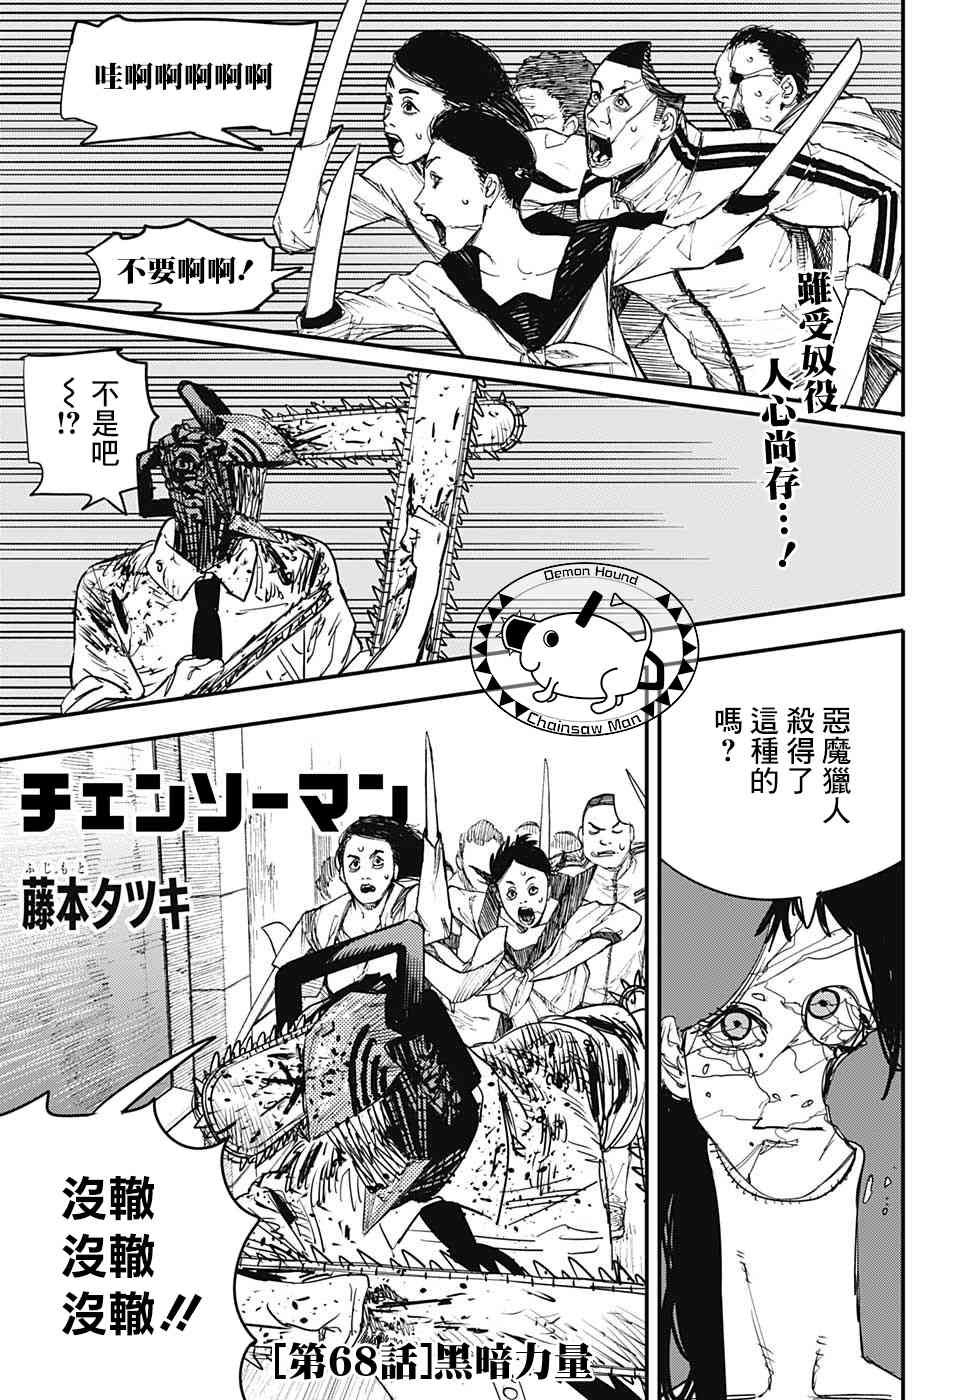 哇啊啊啊啊啊
不要啊啊！
雖受奴役
人心尚存…！
不是吧
～!?
Demon Hound
Chainsaw Man
惡魔獵人
殺得了
這種的
嗎？
チェンソーマン
ふじもと
藤本タツキ
沒轍
沒轍
沒轍!!
[第68話]黑暗力量